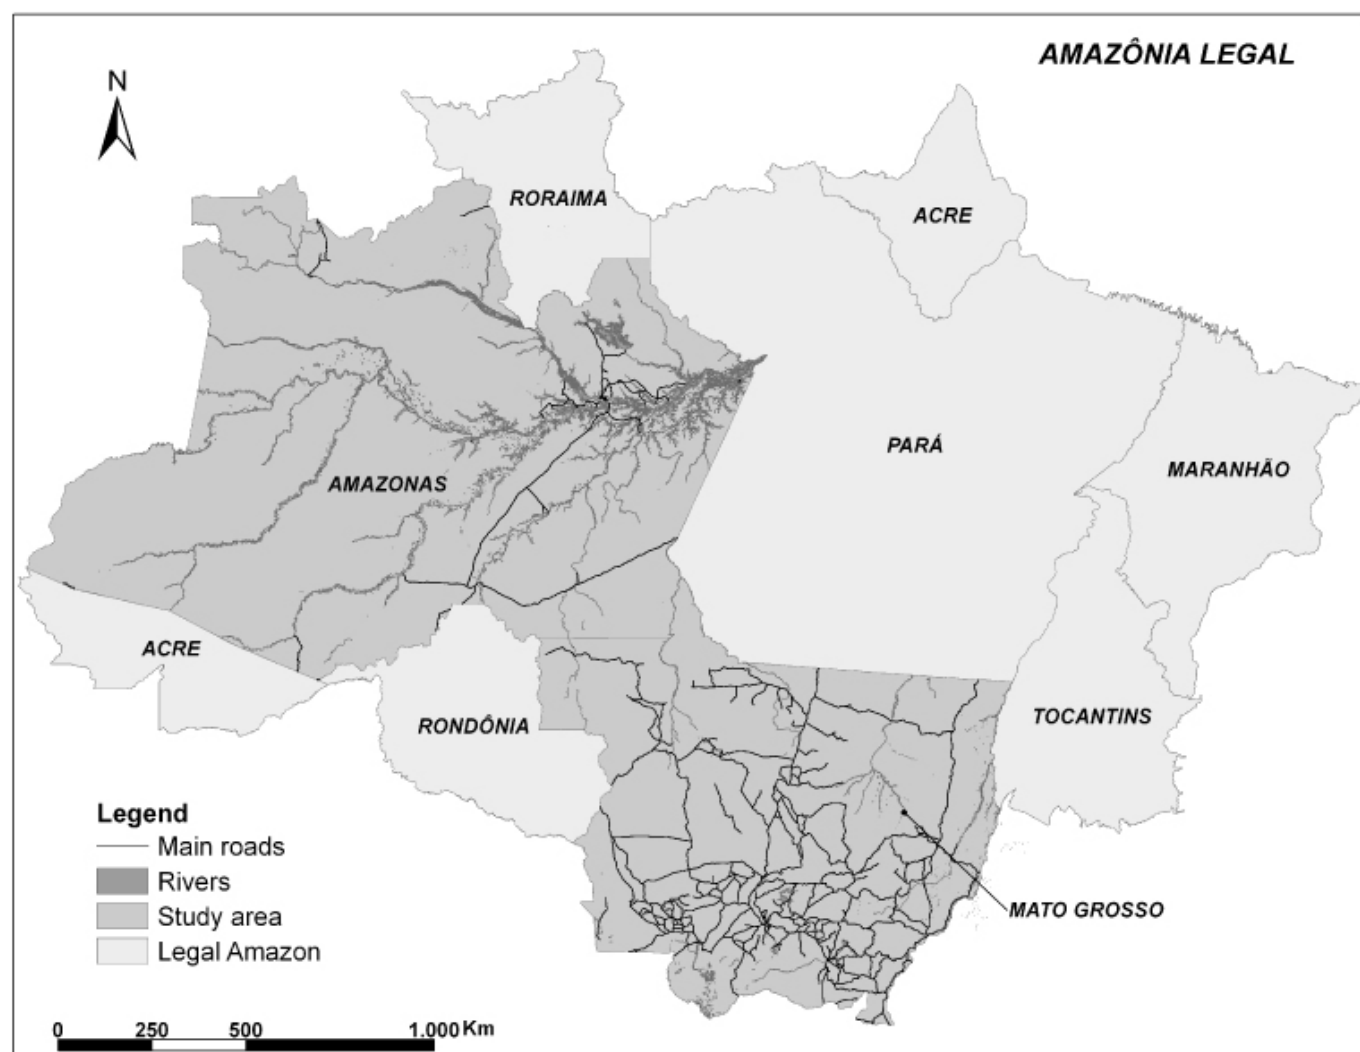 AMAZÔNIA LEGAL
N
RORAIMA
ACRE
PARÁ
MARANHÃO
AMAZONAS
ACRE
RONDÔNIA
TOCANTINS
MATO GROSSO
Legend
Main roads
Rivers
Study area
Legal Amazon
0 250 500 1.000 Km